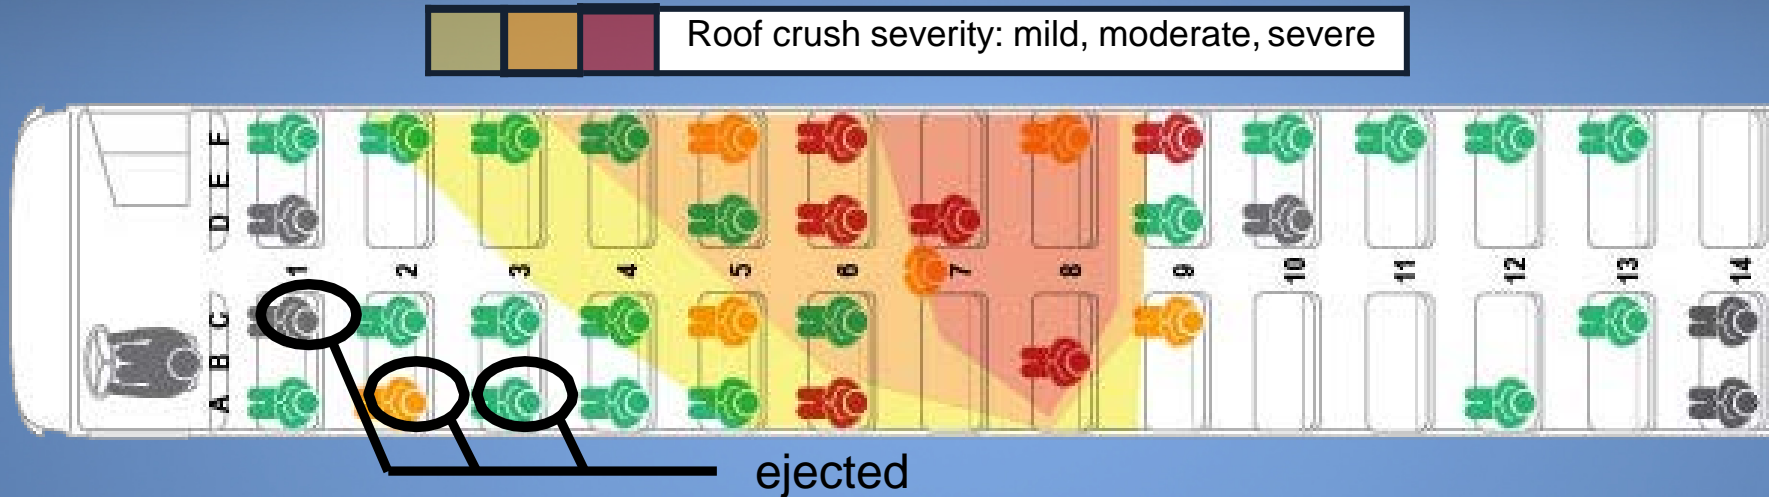 Roof crush severity: mild, moderate, severe
F
E
D
1 2 3 4 5 6 7 8 9 10 11 12 13 14
C
B
A
ejected